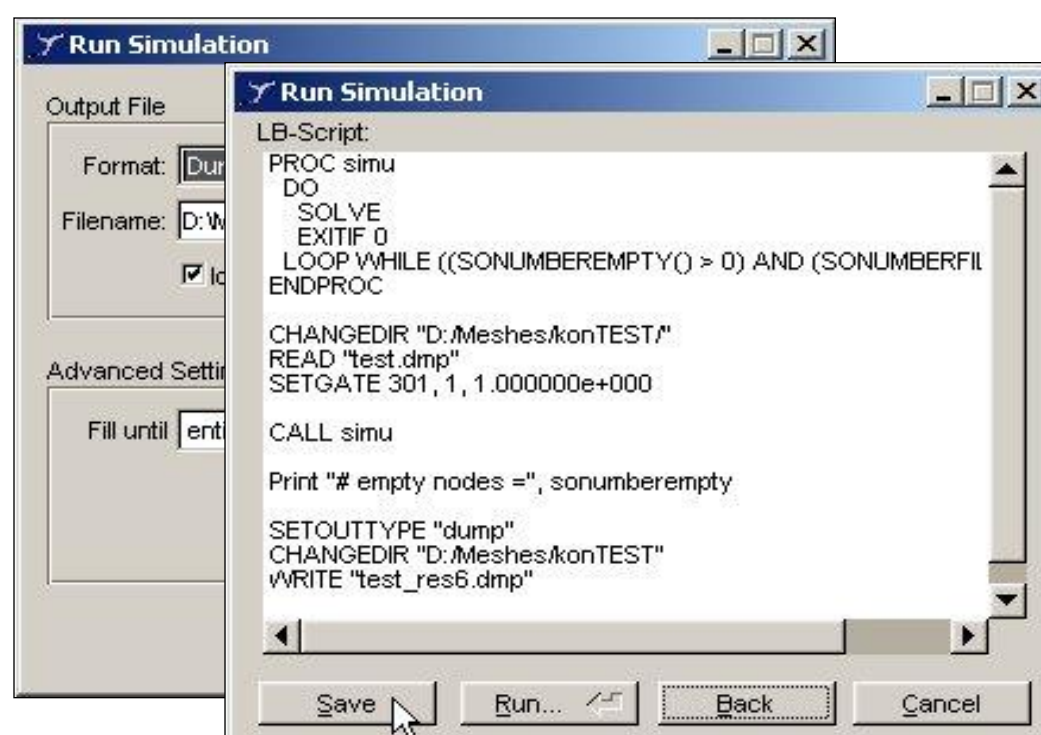 Run Simulation
Output File
Format:
Filename: D:\
Advanced
Fill until
Run Simulation
LB-Script:
PROC simu
DO
SOLVE
EXITIF 0
LOOP WHILE ((SONUMBEREMPTY() > 0) AND (SONUMBERFIL
ENDPROC
CHANGEDIR "D:/Meshes/konTEST/"
READ "test.dmp"
SETGATE 301, 1, 1.000000e+000
CALL simu
Print "# empty nodes =", sonumberempty
SETOUTTYPE "dump"
CHANGEDIR "D:/Meshes/konTEST"
WRITE "test_res6.dmp"
Save Run... Back Cancel